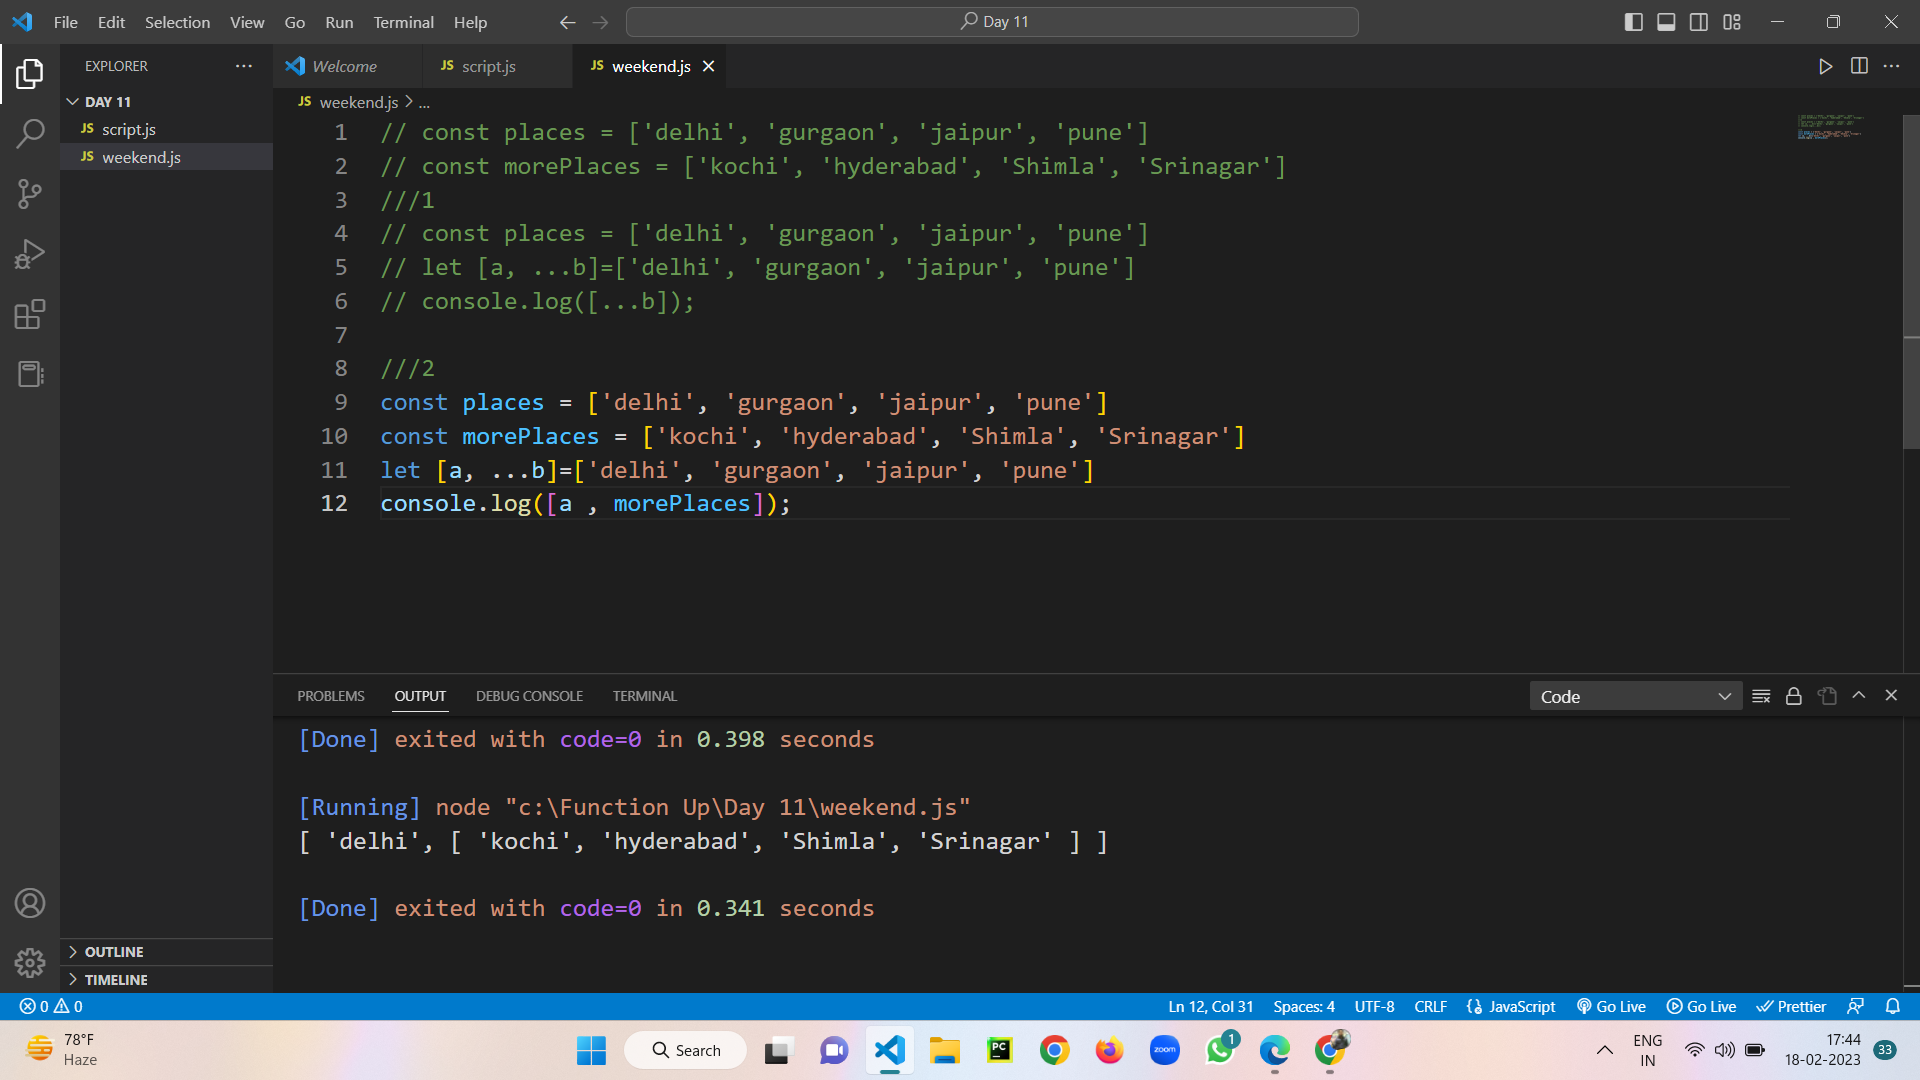 File Edit Selection View Go Run Terminal Help
Day 11
EXPLORER
DAY 11
JS script.js
JS weekend.js
OUTLINE
TIMELINE
Welcome
JS script.js
JS weekend.js
JS weekend.js > ...
1 // const places = ['delhi', 'gurgaon', 'jaipur', 'pune']
2 // const morePlaces = ['kochi', 'hyderabad', 'Shimla', 'Srinagar']
3 ///1
4 // const places = ['delhi', 'gurgaon', 'jaipur', 'pune']
5 // let [a, ...b]=['delhi', 'gurgaon', 'jaipur', 'pune']
6 // console.log([...b]);
7
8 ///2
9 const places = ['delhi', 'gurgaon', 'jaipur', 'pune']
10 const morePlaces = ['kochi', 'hyderabad', 'Shimla', 'Srinagar']
11 let [a, ...b]=['delhi', 'gurgaon', 'jaipur', 'pune']
12 console.log([a , morePlaces]);
PROBLEMS OUTPUT DEBUG CONSOLE TERMINAL
Code
[Done] exited with code=0 in 0.398 seconds
[Running] node "c:\Function Up\Day 11\weekend.js"
[ 'delhi', [ 'kochi', 'hyderabad', 'Shimla', 'Srinagar' ] ]
[Done] exited with code=0 in 0.341 seconds
0 0
Ln 12, Col 31 Spaces: 4 UTF-8 CRLF {} JavaScript Go Live Go Live Prettier
78°F
Haze
Search
PC
zoom
1
ENG
IN
17:44
18-02-2023
33